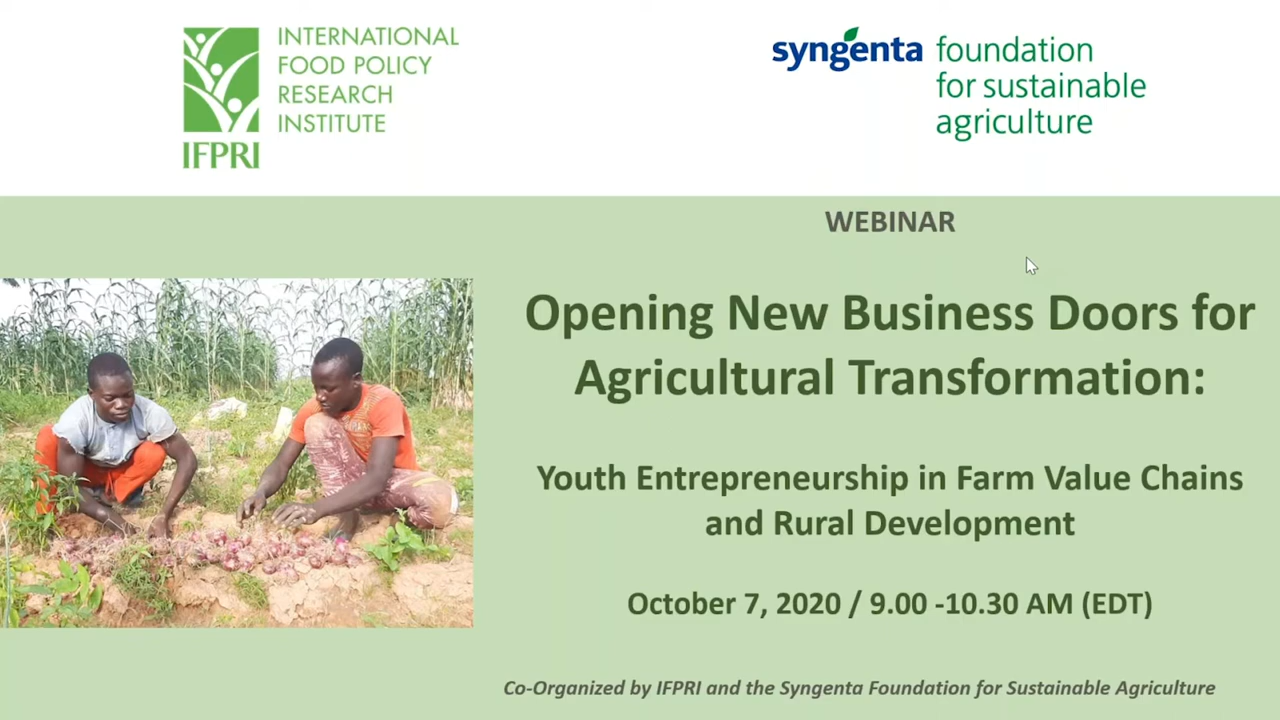 INTERNATIONAL
FOOD POLICY
RESEARCH
INSTITUTE
IFPRI
syngenta foundation
for sustainable
agriculture
WEBINAR
Opening New Business Doors for
Agricultural Transformation:
Youth Entrepreneurship in Farm Value Chains
and Rural Development
October 7, 2020 / 9.00 -10.30 AM (EDT)
Co-Organized by IFPRI and the Syngenta Foundation for Sustainable Agriculture